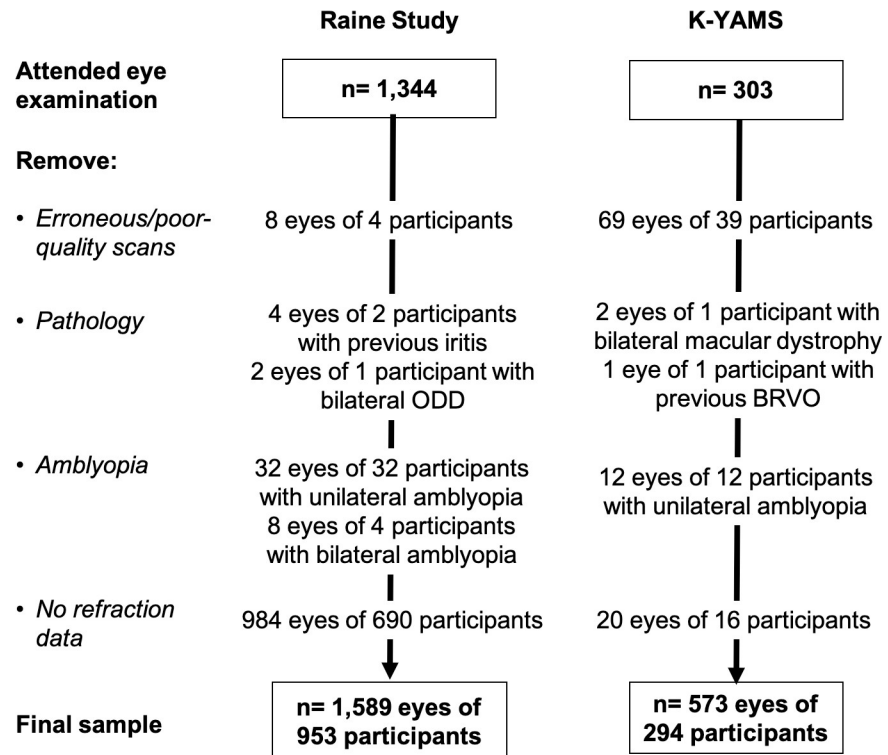 Raine Study K-YAMS
Attended eye
examination
n= 1,344 n= 303
Remove:
• Erroneous/poor-
quality scans
8 eyes of 4 participants 69 eyes of 39 participants
• Pathology
4 eyes of 2 participants
with previous iritis
2 eyes of 1 participant with
bilateral ODD
2 eyes of 1 participant with
bilateral macular dystrophy
1 eye of 1 participant with
previous BRVO
• Amblyopia
32 eyes of 32 participants
with unilateral amblyopia
8 eyes of 4 participants
with bilateral amblyopia
12 eyes of 12 participants
with unilateral amblyopia
• No refraction
data
984 eyes of 690 participants 20 eyes of 16 participants
Final sample
n= 1,589 eyes of
953 participants
n= 573 eyes of
294 participants